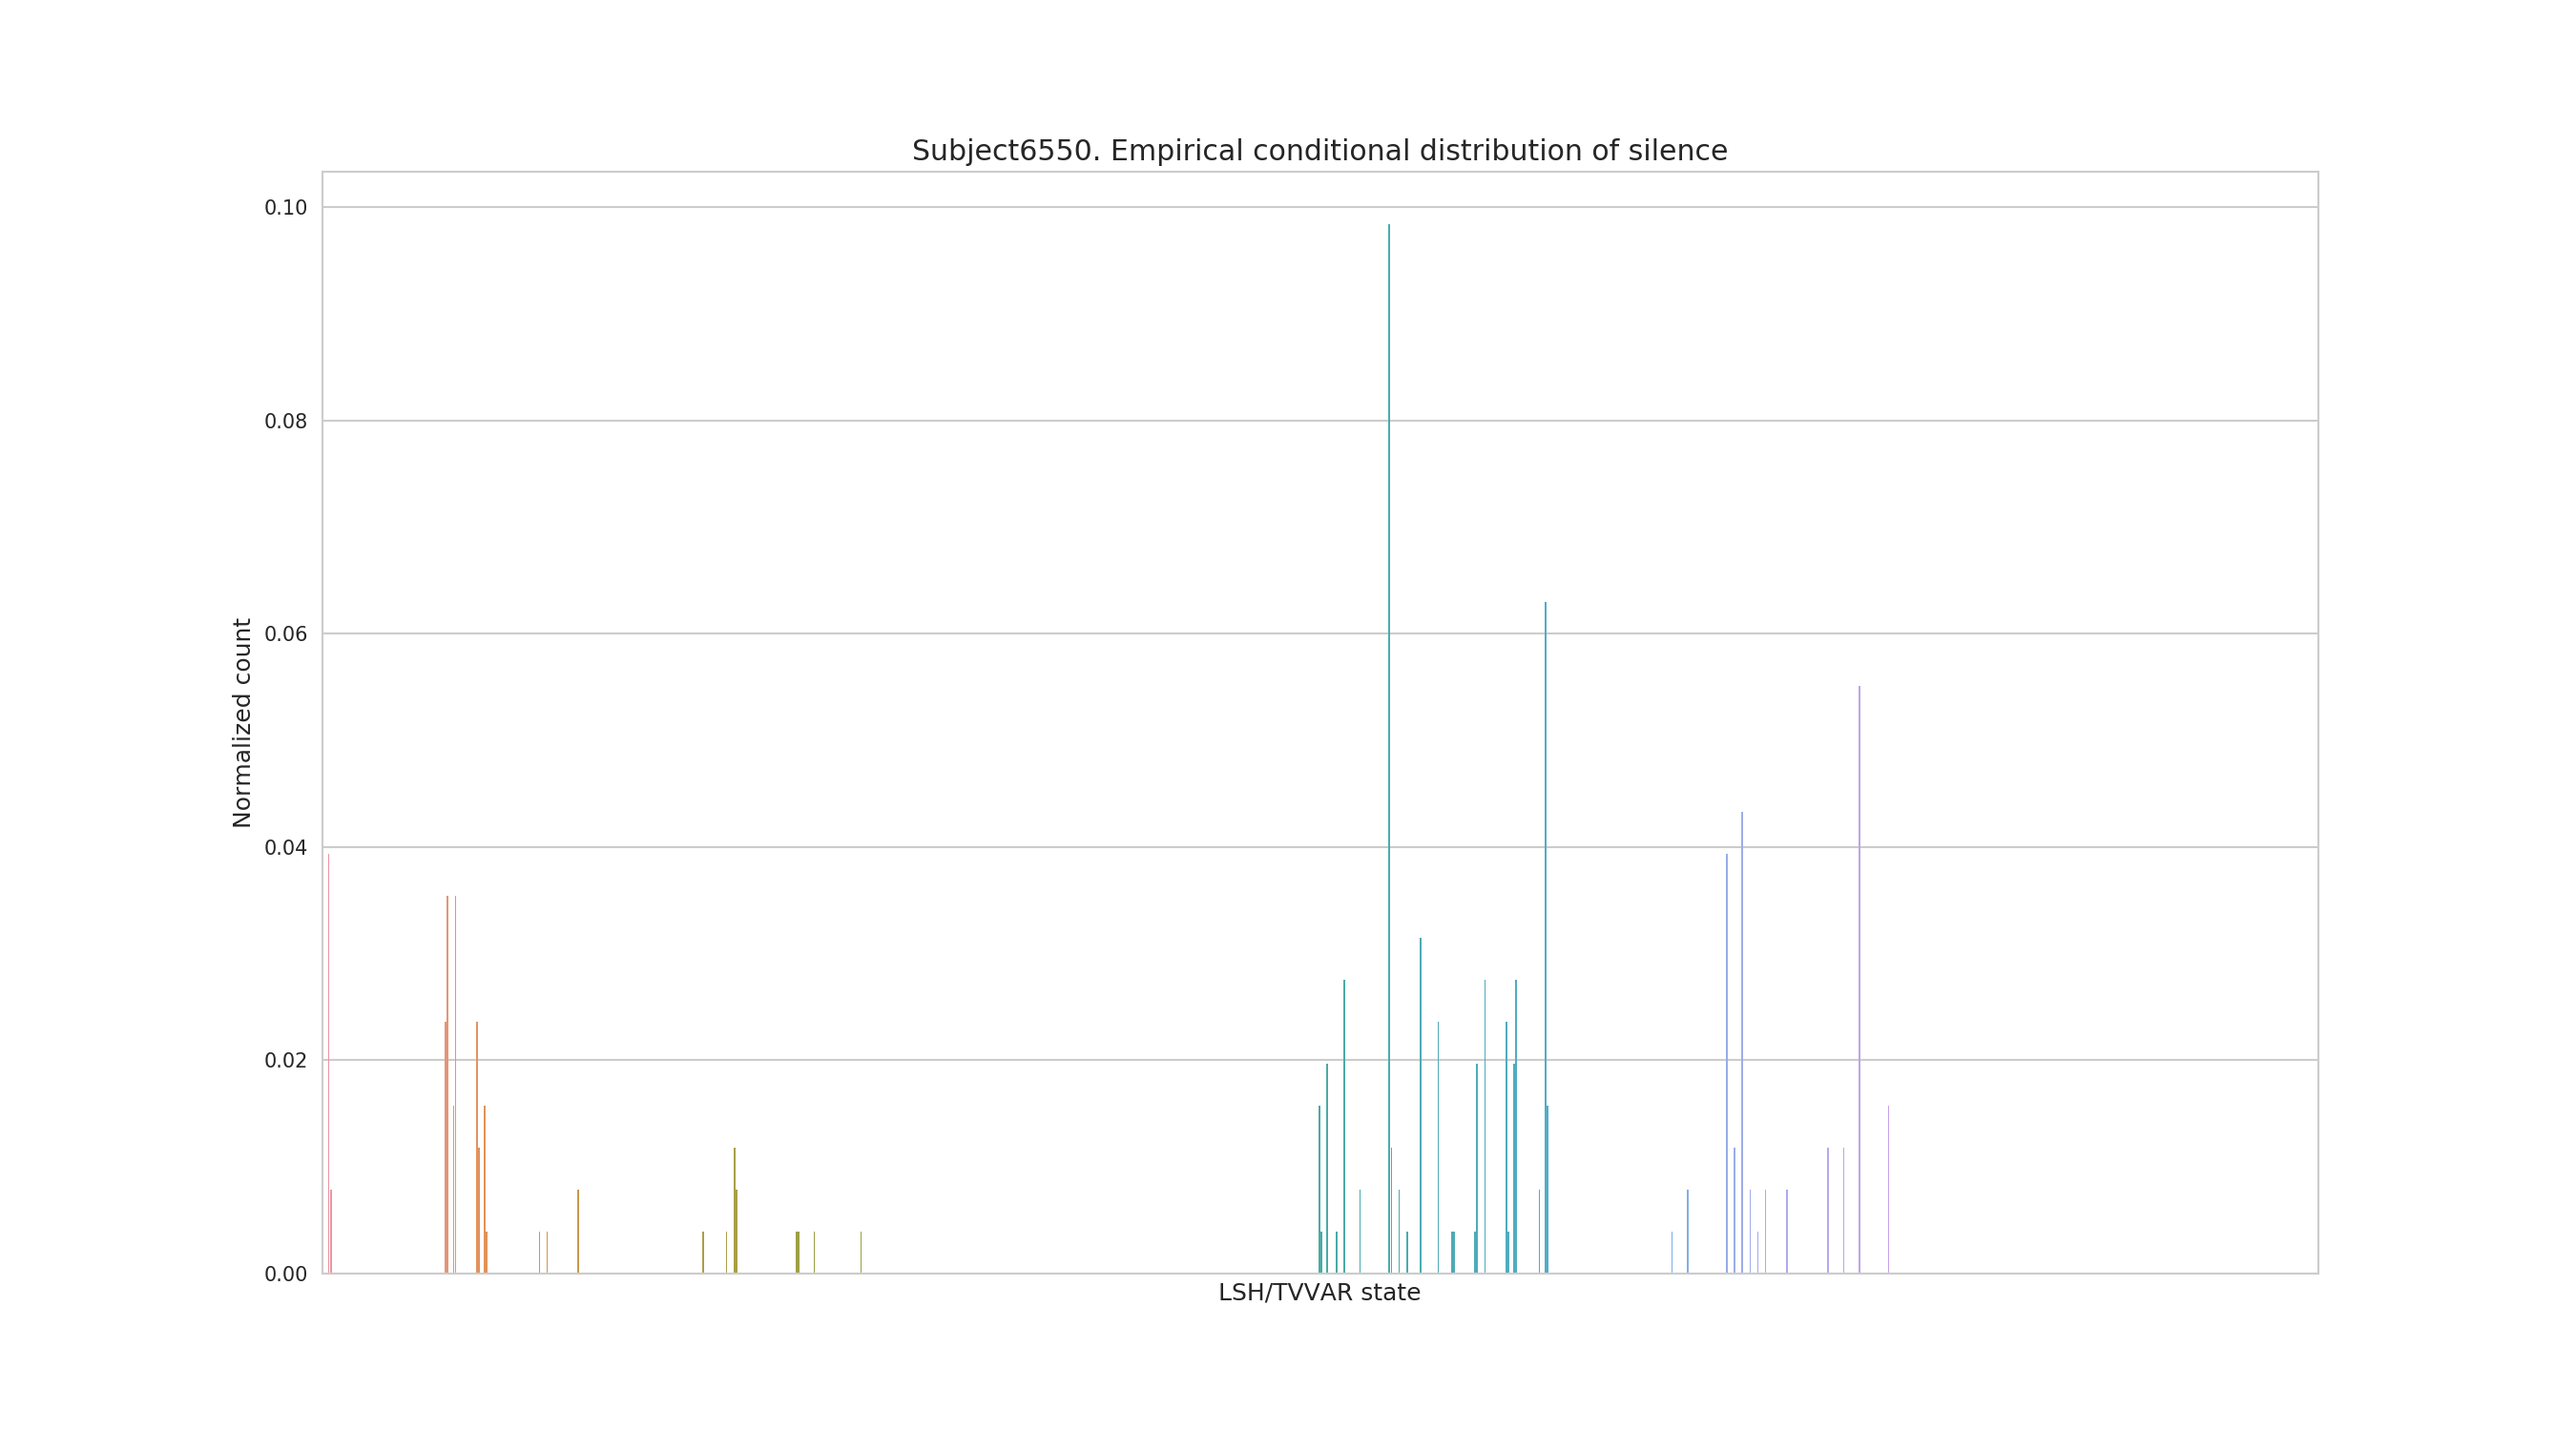 Subject6550. Empirical conditional distribution of silence
0.10
0.08
0.06
0.04
0.02
0.00
Normalized count
LSH/TVVAR state